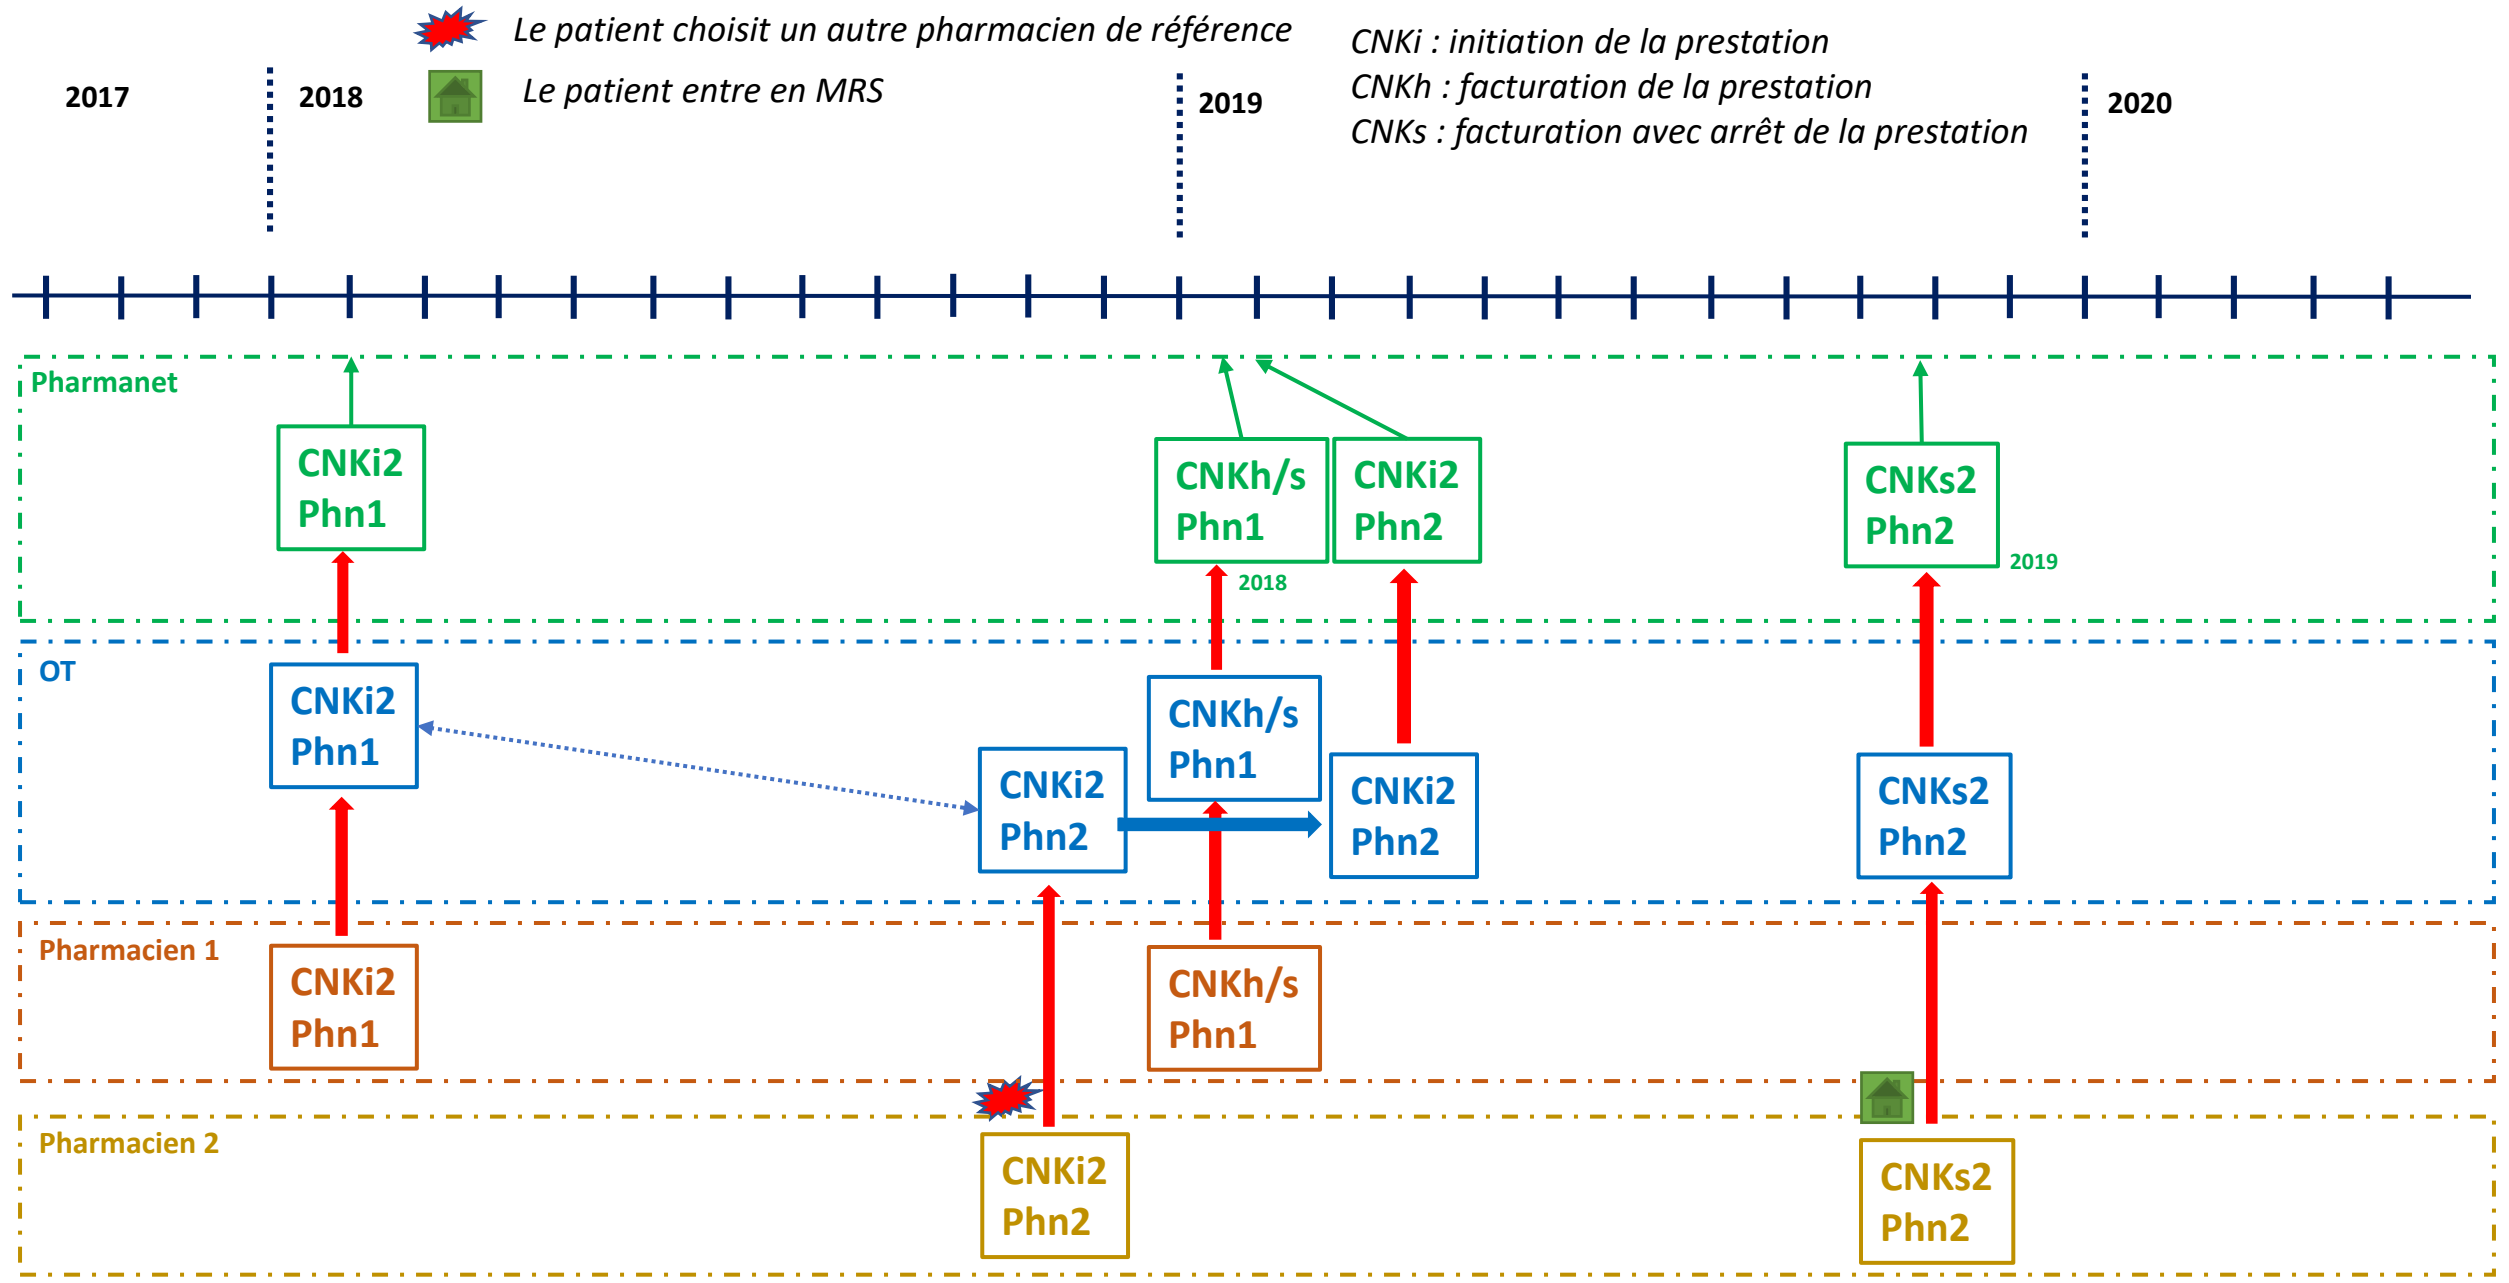 Le patient choisit un autre pharmacien de référence
Le patient entre en MRS
CNKi : initiation de la prestation
CNKh : facturation de la prestation
CNKs : facturation avec arrêt de la prestation
2017
2018
2019
2020
Pharmanet
CNKi2
Phn1
CNKh/s
Phn1
2018
CNKi2
Phn2
CNKs2
Phn2
2019
OT
CNKi2
Phn1
CNKi2
Phn2
CNKh/s
Phn1
CNKi2
Phn2
CNKs2
Phn2
Pharmacien 1
CNKi2
Phn1
CNKh/s
Phn1
Pharmacien 2
CNKi2
Phn2
CNKs2
Phn2